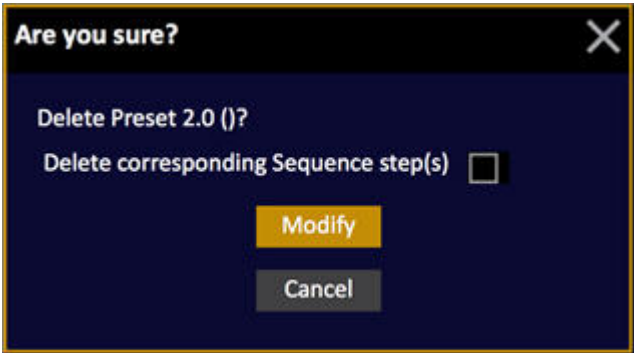 Are you sure?
Delete Preset 2.0 ()?
Delete corresponding Sequence step(s)
Modify
Cancel